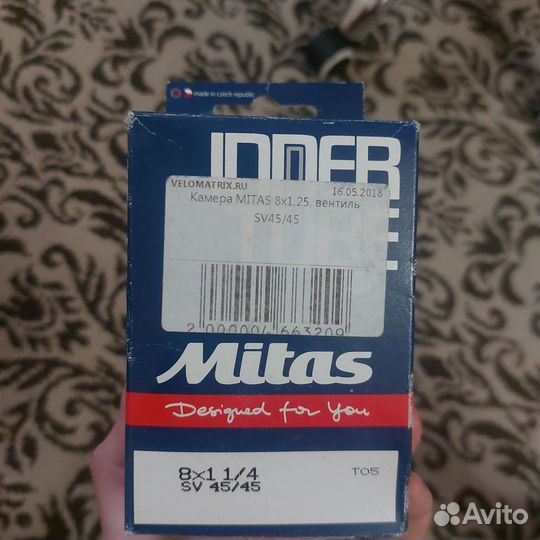 made in czech republic
INNER
VELOMATRIX.RU 16.05.2018
Камера MITAS 8x1,25, вентиль
SV45/45
Mitas
Designed for You
8x1 1/4 TO5
SV 45/45
Avito